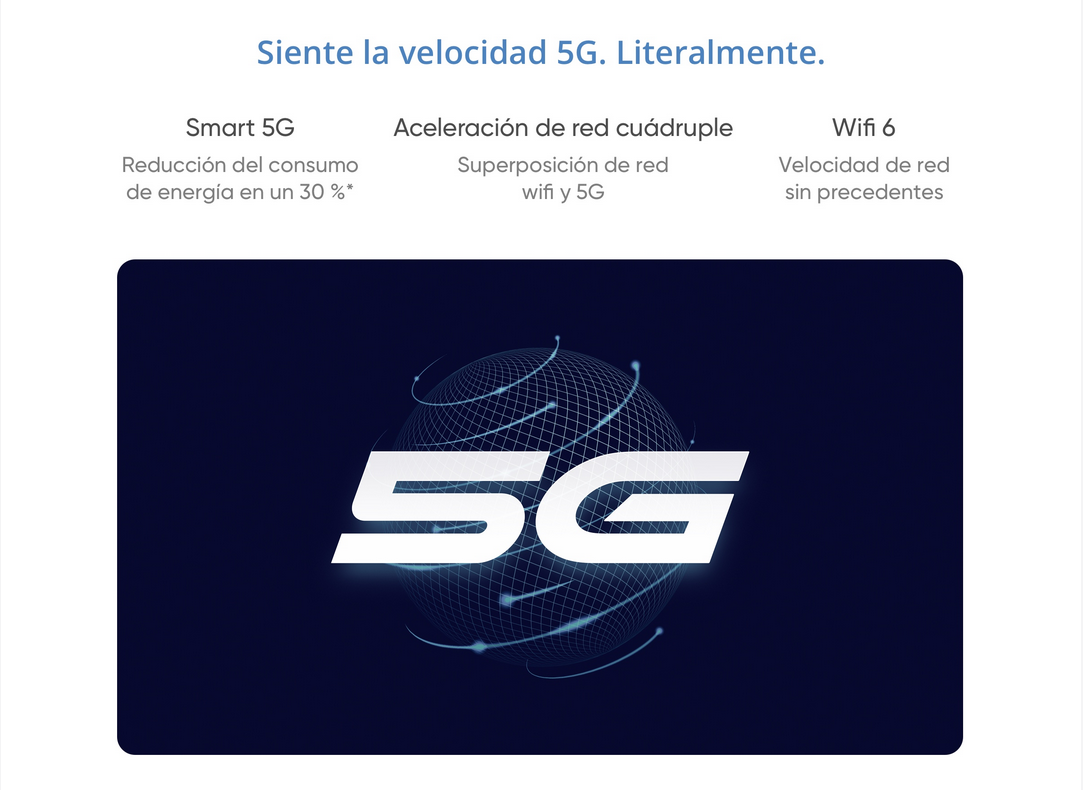 Siente la velocidad 5G. Literalmente.
Smart 5G
Reducción del consumo
de energía en un 30 %*
Aceleración de red cuádruple
Superposición de red
wifi y 5G
Wifi 6
Velocidad de red
sin precedentes
5G